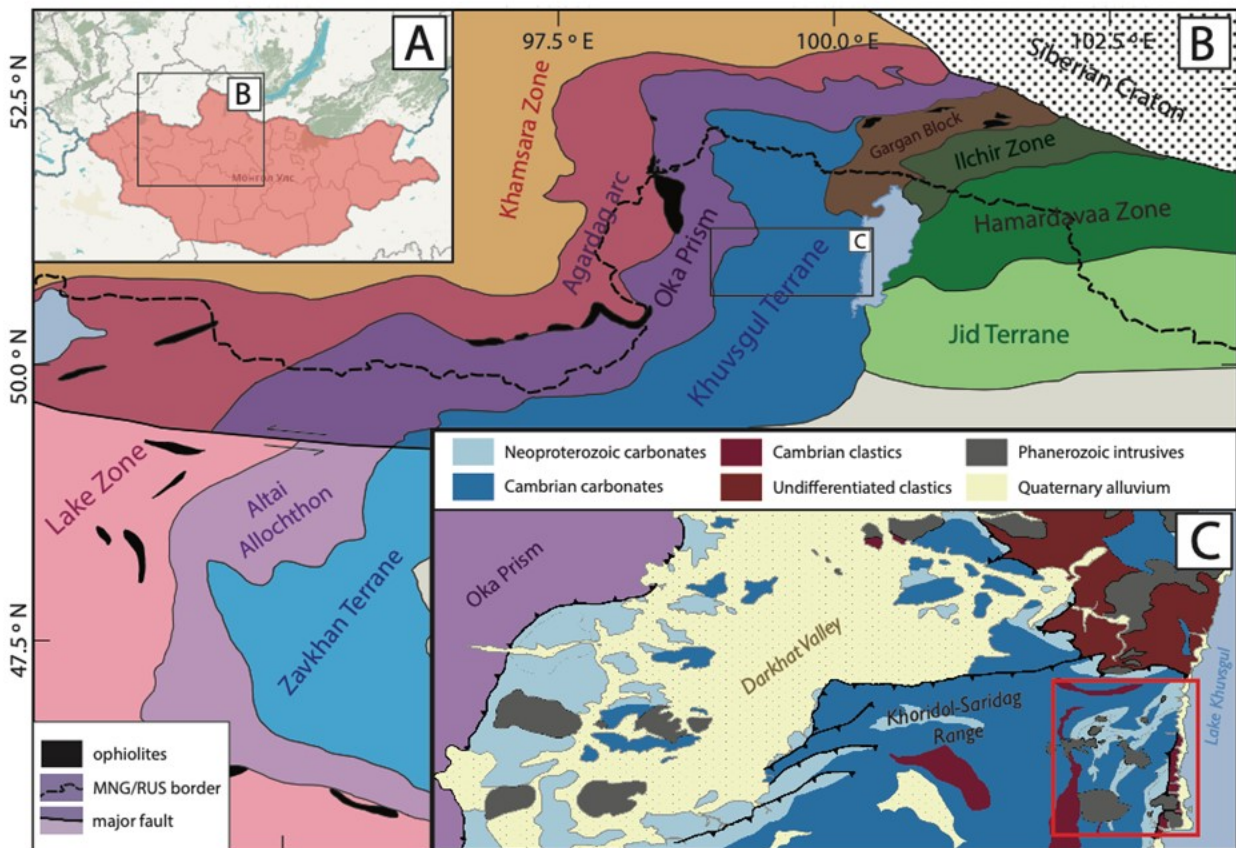 A
B
Монгол Улс
97.5 º E
100.0 º E
102.5 º E
B
52.5 º N
50.0 º N
47.5 º N
Siberian Craton
Khamsara Zone
Agardag arc
Oka Prism
Gargan Block
Ilchir Zone
Hamardavaa Zone
C
Khuvsgul Terrane
Jid Terrane
Lake Zone
Altai
Allochthon
Zavkhan Terrane
ophiolites
MNG/RUS border
major fault
Neoproterozoic carbonates
Cambrian clastics
Phanerozoic intrusives
Cambrian carbonates
Undifferentiated clastics
Quaternary alluvium
C
Oka Prism
Darkhat Valley
Khoridol-Saridag
Range
Lake Khuvsgul